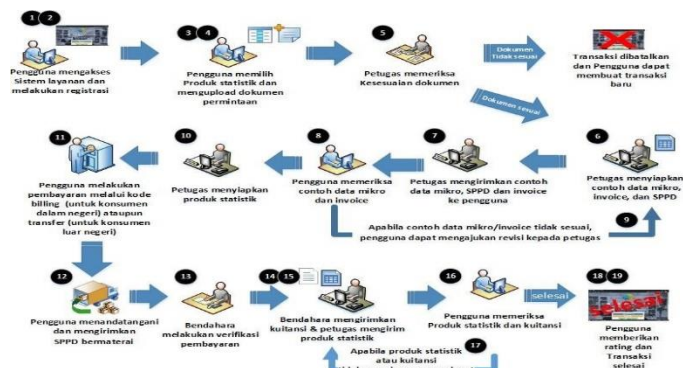 1 2
Pengguna mengakses
Sistem layanan dan
melakukan registrasi
3 4
Pengguna memilih
Produk statistik dan
mengupload dokumen
permintaan
5
Petugas memeriksa
Kesesuaian dokumen
Dokumen
Tidak sesuai
Transaksi dibatalkan
dan Pengguna dapat
membuat transaksi
baru
Dokumen sesuai
6
Petugas menyiapkan
contoh data mikro,
invoice, dan SPPD
7
Petugas mengirimkan contoh
data mikro, SPPD dan invoice
ke pengguna
8
Pengguna memeriksa
contoh data mikro
dan invoice
9
Apabila contoh data mikro/invoice tidak sesuai,
pengguna dapat mengajukan revisi kepada petugas
10
Petugas menyiapkan
produk statistik
11
Pengguna melakukan
pembayaran melalui kode
billing (untuk konsumen
dalam negeri) ataupun
transfer (untuk konsumen
luar negeri)
12
Pengguna menandatangani
dan mengirimkan
SPPD bermaterai
13
Bendahara
melakukan verifikasi
pembayaran
14 15
Bendahara mengirimkan
kuitansi & petugas mengirim
produk statistik
16
Pengguna memeriksa
Produk statistik dan kuitansi
17
Apabila produk statistik
atau kuitansi
selesai
18 19
selesai
Pengguna
memberikan
rating dan
Transaksi
selesai